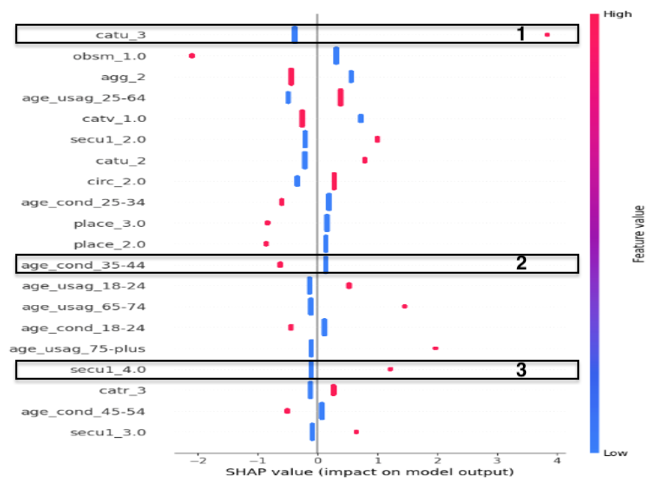 High
catu_3 1
obsm_1.0
agg_2
age_usag_25-64
catv_1.0
secu1_2.0
catu_2
circ_2.0
age_cond_25-34
place_3.0
place_2.0
age_cond_35-44 2
age_usag_18-24
age_usag_65-74
age_cond_18-24
age_usag_75-plus
secu1_4.0 3
catr_3
age_cond_45-54
secu1_3.0
Low
Feature value
−2 −1 0 1 2 3 4
SHAP value (impact on model output)